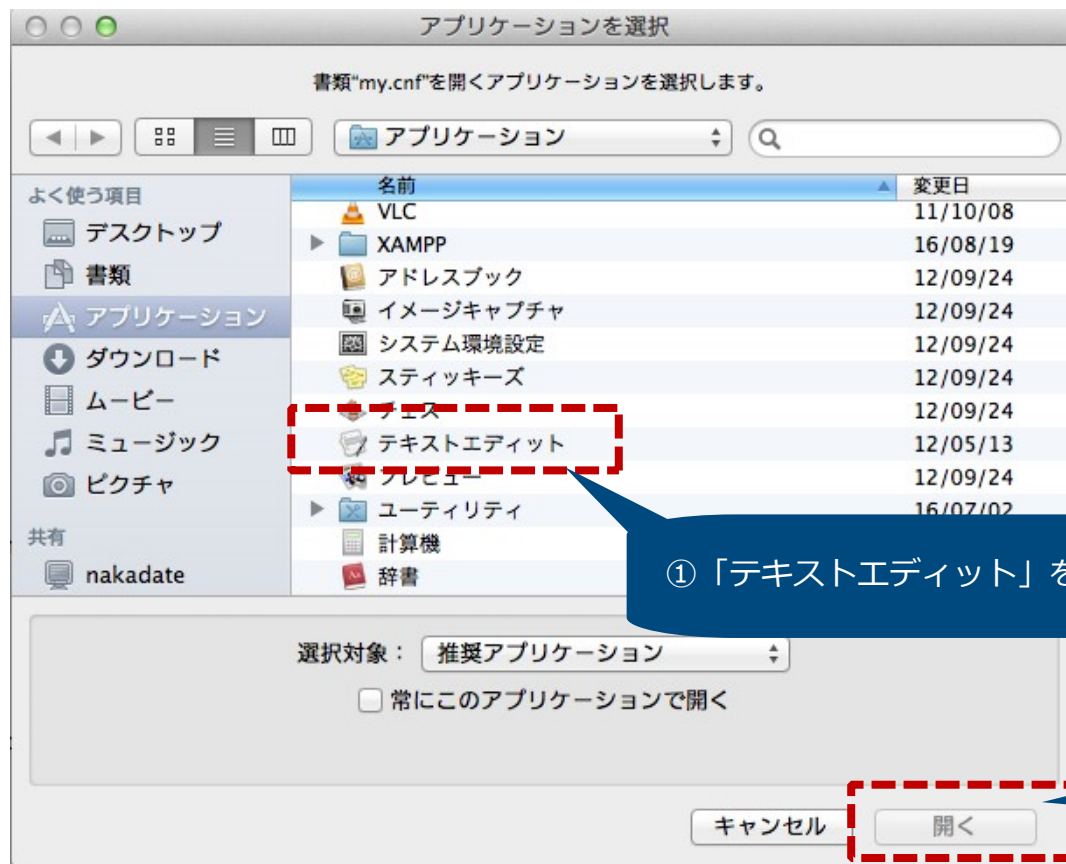 アプリケーションを選択
書類“my.cnf”を開くアプリケーションを選択します。
アプリケーション
よく使う項目
デスクトップ
書類
アプリケーション
ダウンロード
ムービー
ミュージック
ピクチャ
共有
nakadate
名前 変更日
VLC 11/10/08
XAMPP 16/08/19
アドレスブック 12/09/24
イメージキャプチャ 12/09/24
システム環境設定 12/09/24
スティッキーズ 12/09/24
チェス 12/09/24
テキストエディット 12/05/13
プレビュー 12/09/24
ユーティリティ 16/07/02
計算機
辞書
①「テキストエディット」を
選択対象： 推奨アプリケーション
常にこのアプリケーションで開く
キャンセル 開く